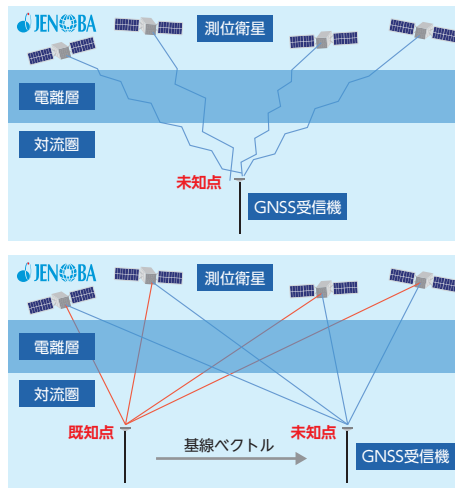 JENOBA
測位衛星
電離層
対流圏
未知点
GNSS受信機
JENOBA
測位衛星
電離層
対流圏
既知点
未知点
基線ベクトル
GNSS受信機